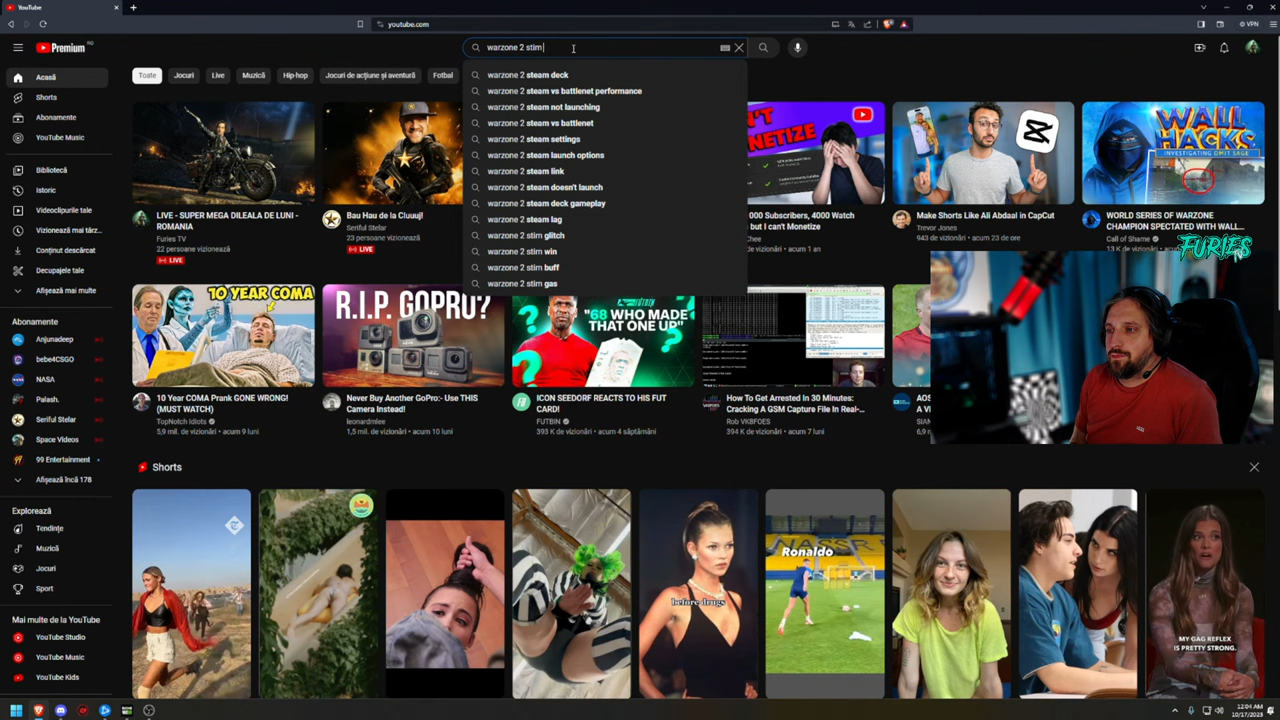 YouTube
youtube.com
VPN
Premium RO
warzone 2 stim
Toate
Jocuri
Live
Muzică
Hip-hop
Jocuri de acțiune și aventură
Fotbal
warzone 2 steam deck
warzone 2 steam vs battlenet performance
warzone 2 steam not launching
warzone 2 steam vs battlenet
warzone 2 steam settings
warzone 2 steam launch options
warzone 2 steam link
warzone 2 steam doesn't launch
warzone 2 steam deck gameplay
warzone 2 steam lag
warzone 2 stim glitch
warzone 2 stim win
warzone 2 stim buff
warzone 2 stim gas
Acasă
Shorts
Abonamente
YouTube Music
Bibliotecă
Istoric
Videoclipurile tale
Vizionează mai târz...
Conținut descărcat
Decupajele tale
Afișează mai multe
Abonamente
Anjunadeep
bebe4CSGO
NASA
Palash.
Seriful Stelar
Space Videos
99 Entertainment
Afișează încă 178
Explorează
Tendințe
Muzică
Jocuri
Sport
Mai multe de la YouTube
YouTube Studio
YouTube Music
YouTube Kids
LIVE - SUPER MEGA DILEALA DE LUNI -
ROMANIA
Furies TV
22 persoane vizionează
LIVE
Bau Hau de la Cluuuj!
Seriful Stelar
23 persoane vizionează
LIVE
MONETIZE
000 Subscribers, 4000 Watch
but I can't Monetize
Chee
acum 1 an
Make Shorts Like Ali Abdaal in CapCut
Trevor Jones
943 de vizionări • acum 23 de ore
WALL
HACKS
INVESTIGATING OMIT SAGE
WORLD SERIES OF WARZONE
CHAMPION SPECTATED WITH WALL...
Call of Shame
FURIES
10 YEAR COMA
10 Year COMA Prank GONE WRONG!
(MUST WATCH)
TopNotch Idiots
5,9 mil. de vizionări • acum 9 luni
R.I.P. GOPRO?
Never Buy Another GoPro:- Use THIS
Camera Instead!
leonardmlee
1,5 mil. de vizionări • acum 10 luni
"68 WHO MADE
THAT ONE UP"
ICON SEEDORF REACTS TO HIS FUT
CARD!
FUTBIN
393 K de vizionări • acum 4 săptămâni
How To Get Arrested In 30 Minutes:
Cracking A GSM Capture File In Real-...
Rob VK8FOES
394 K de vizionări • acum 7 luni
Shorts
Ronaldo
before drugs
MY GAG REFLEX
IS PRETTY STRONG.
12:04 AM
10/17/2023